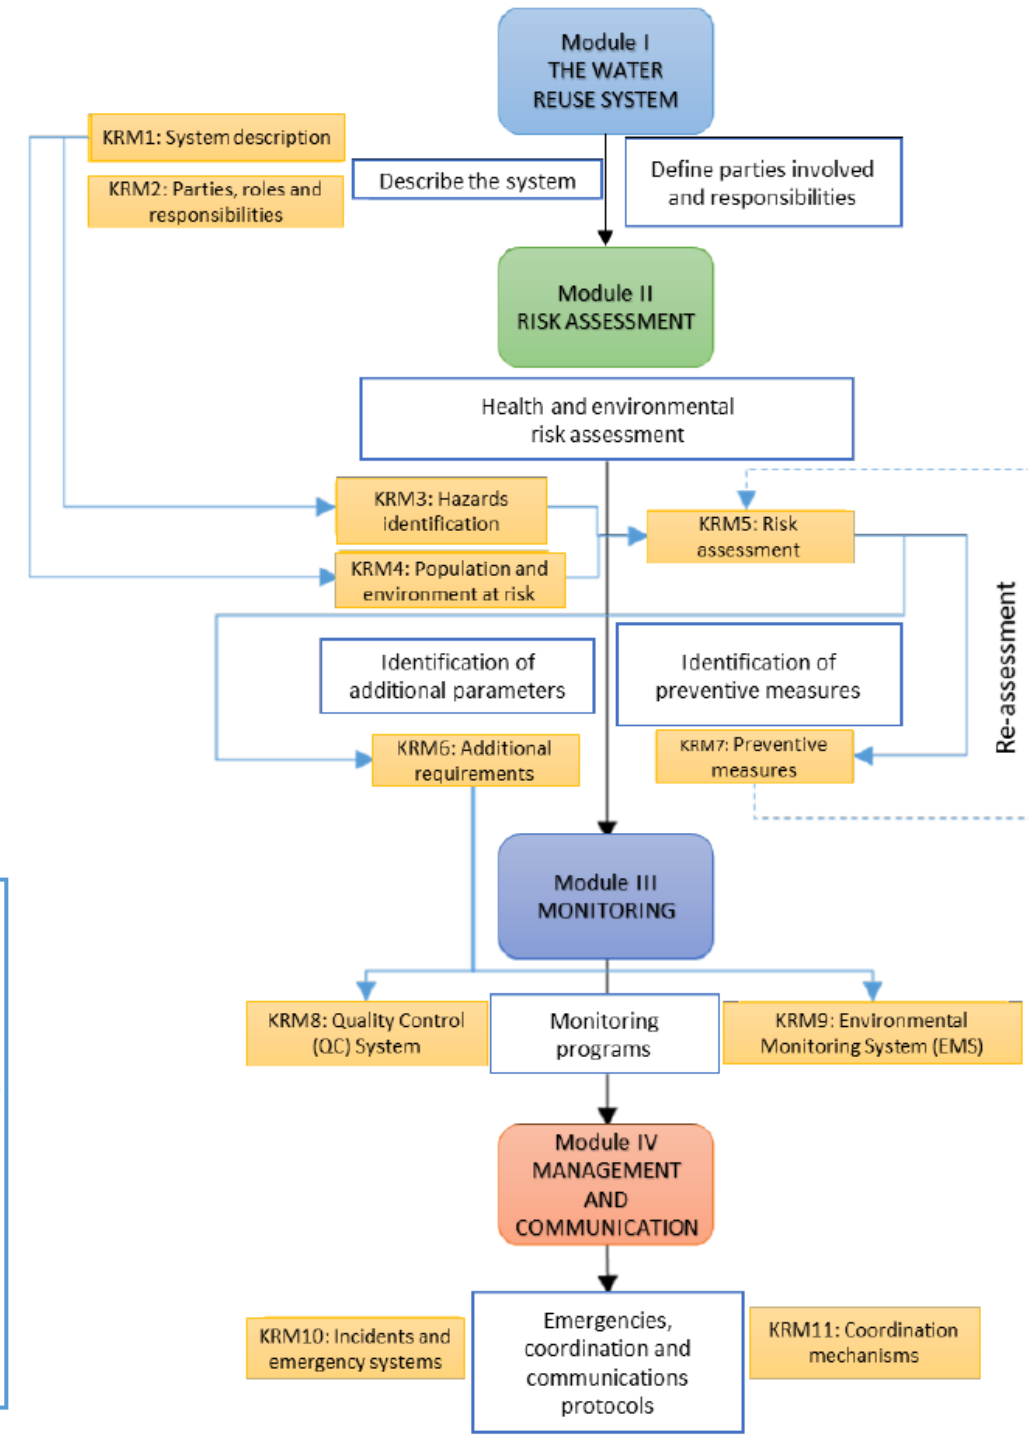 Module I
THE WATER
REUSE SYSTEM
KRM1: System description
KRM2: Parties, roles and
responsibilities
Describe the system
Define parties involved
and responsibilities
Module II
RISK ASSESSMENT
Health and environmental
risk assessment
KRM3: Hazards
identification
KRM4: Population and
environment at risk
KRM5: Risk
assessment
Re-assessment
Identification of
additional parameters
Identification of
preventive measures
KRM6: Additional
requirements
KRM7: Preventive
measures
Module III
MONITORING
KRM8: Quality Control
(QC) System
Monitoring
programs
KRM9: Environmental
Monitoring System (EMS)
Module IV
MANAGEMENT
AND
COMMUNICATION
KRM10: Incidents and
emergency systems
Emergencies,
coordination and
communications
protocols
KRM11: Coordination
mechanisms